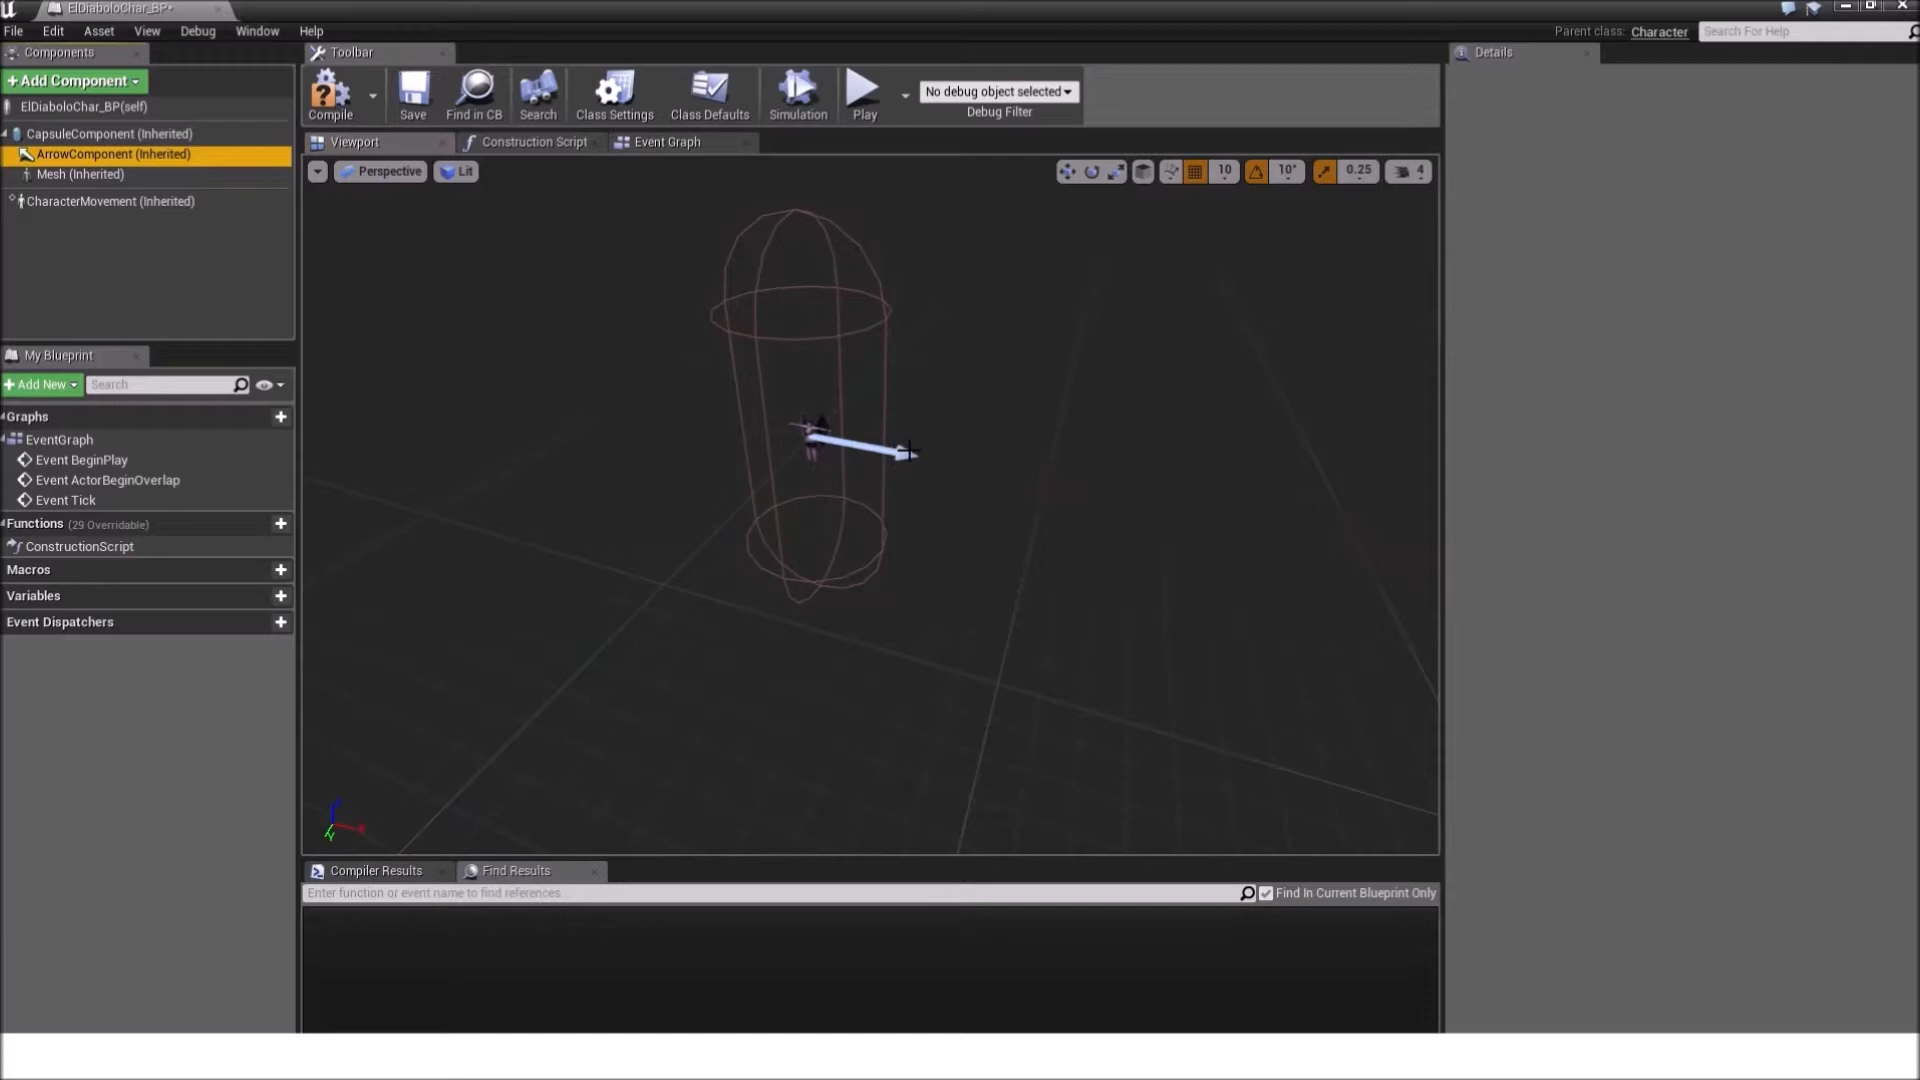 ElDiaboloChar_BP*
File Edit Asset View Debug Window Help
Parent class: Character Search For Help
Components
+Add Component
ElDiaboloChar_BP(self)
CapsuleComponent (Inherited)
ArrowComponent (Inherited)
Mesh (Inherited)
CharacterMovement (Inherited)
My Blueprint
+Add New Search
Graphs
EventGraph
Event BeginPlay
Event ActorBeginOverlap
Event Tick
Functions (29 Overridable)
ConstructionScript
Macros
Variables
Event Dispatchers
Toolbar
Compile Save Find in CB Search Class Settings Class Defaults Simulation Play
No debug object selected
Debug Filter
Viewport Construction Script Event Graph
Perspective Lit
10 10° 0.25 4
X
Y
Compiler Results Find Results
Enter function or event name to find references...
Find In Current Blueprint Only
Details